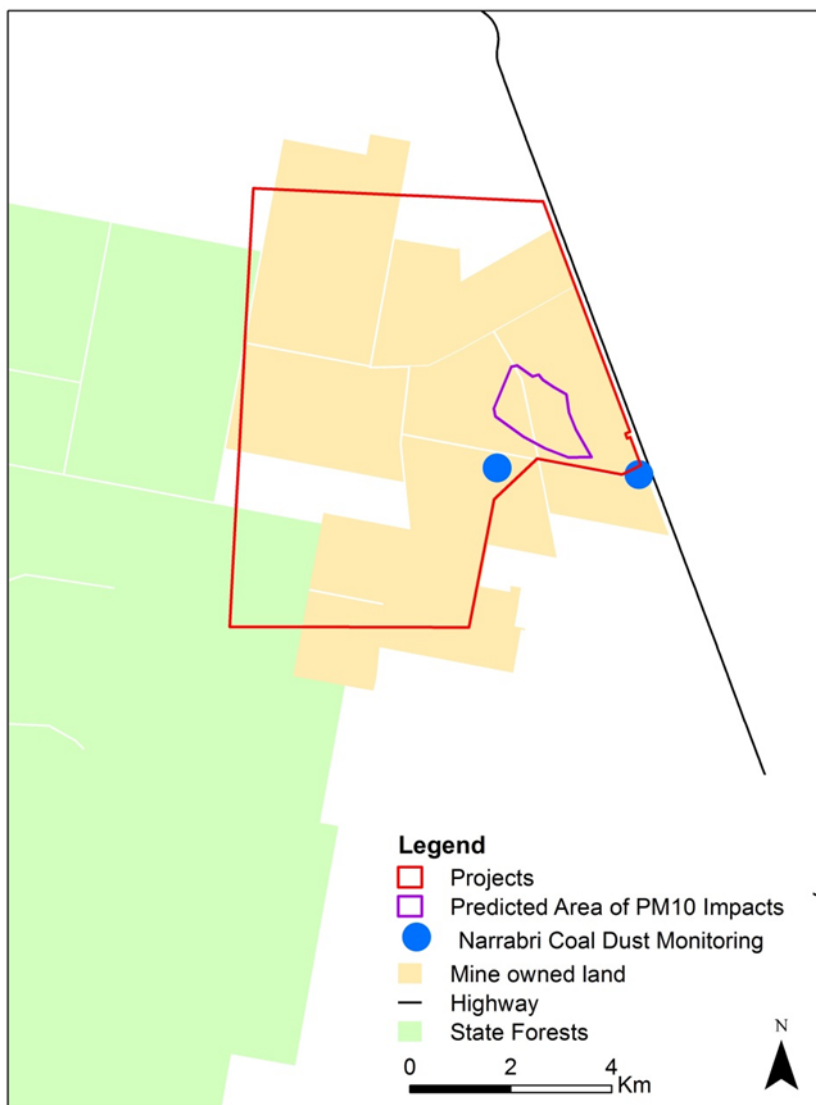 Legend
Projects
Predicted Area of PM10 Impacts
Narrabri Coal Dust Monitoring
Mine owned land
Highway
State Forests
N
0 2 4
Km